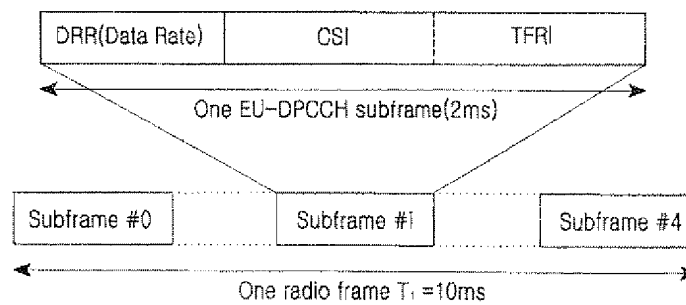 DRR(Data Rate) CSI TFRI
One EU-DPCCH subframe(2ms)
Subframe #0 Subframe #1 Subframe #4
One radio frame T₁ =10ms